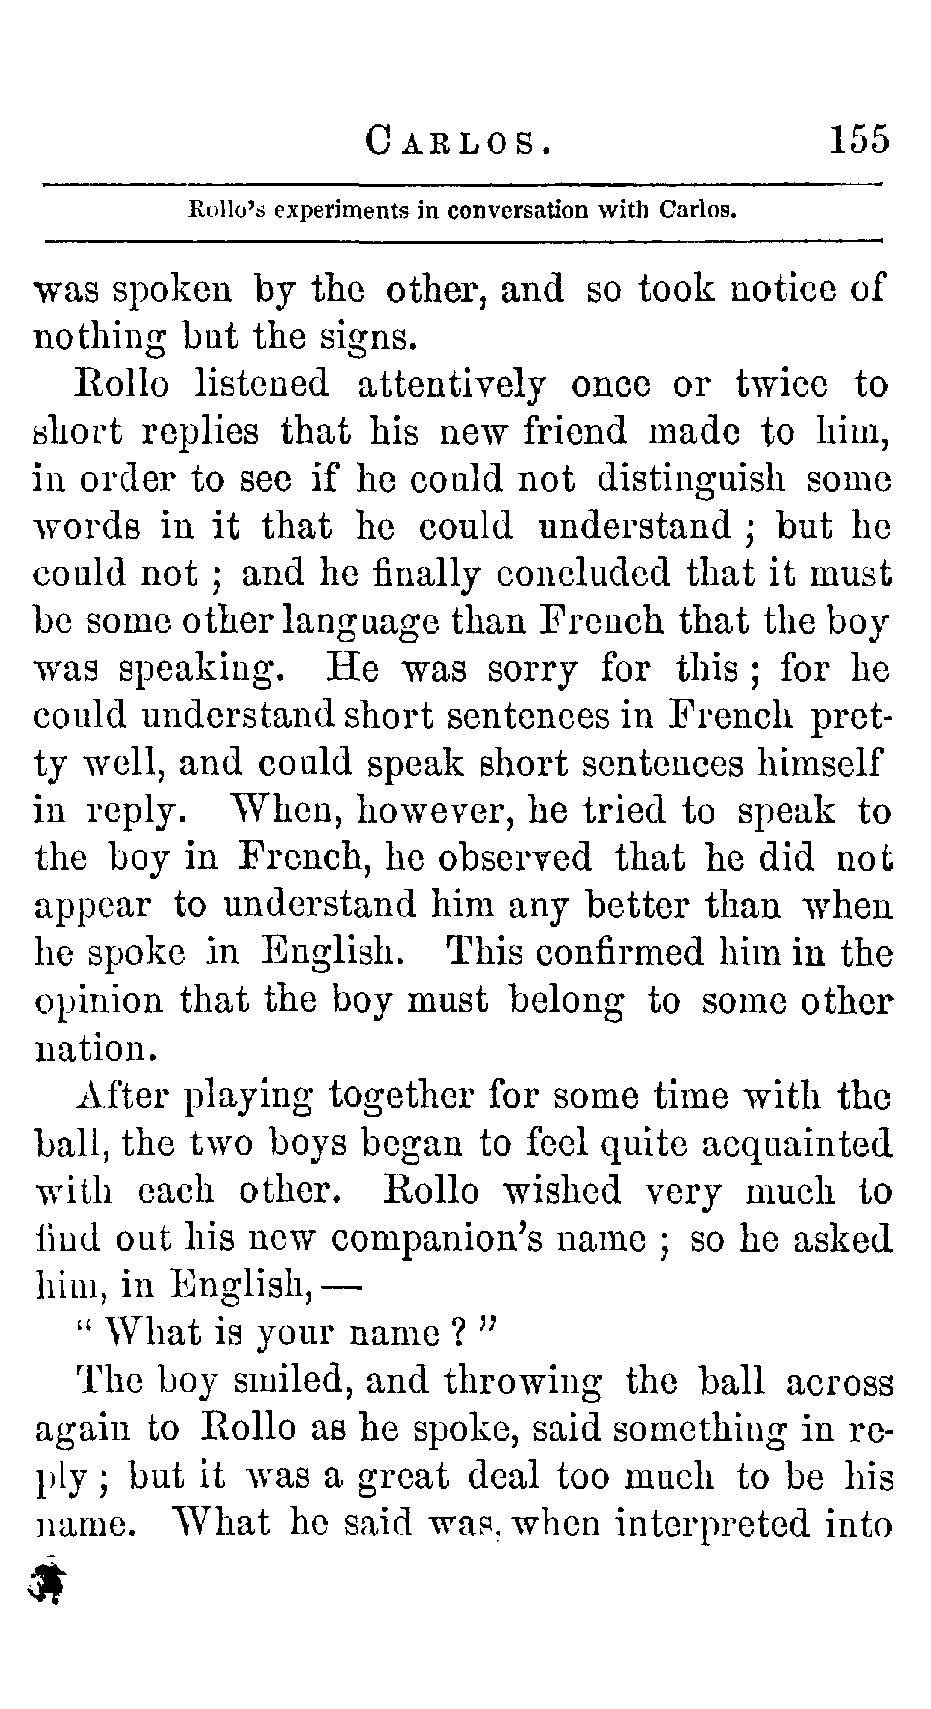 CARLOS. 155
Rollo's experiments in conversation with Carlos.
was spoken by the other, and so took notice of
nothing but the signs.
Rollo listened attentively once or twice to
short replies that his new friend made to him,
in order to see if he could not distinguish some
words in it that he could understand ; but he
could not ; and he finally concluded that it must
be some other language than French that the boy
was speaking. He was sorry for this ; for he
could understand short sentences in French pret-
ty well, and could speak short sentences himself
in reply. When, however, he tried to speak to
the boy in French, he observed that he did not
appear to understand him any better than when
he spoke in English. This confirmed him in the
opinion that the boy must belong to some other
nation.
After playing together for some time with the
ball, the two boys began to feel quite acquainted
with each other. Rollo wished very much to
find out his new companion's name ; so he asked
him, in English, —
“ What is your name ? ”
The boy smiled, and throwing the ball across
again to Rollo as he spoke, said something in re-
ply ; but it was a great deal too much to be his
name. What he said was, when interpreted into